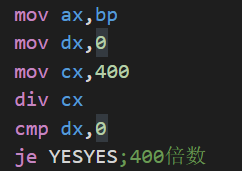 mov ax,bp
mov dx,0
mov cx,400
div cx
cmp dx,0
je YESYES;400倍数